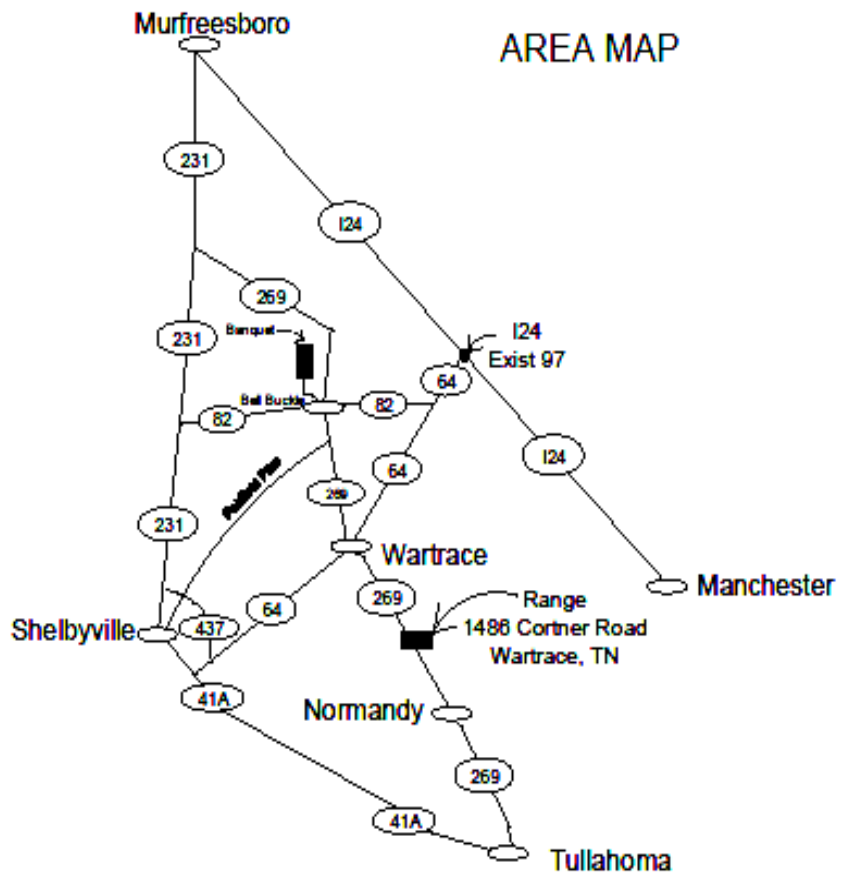 Murfreesboro
AREA MAP
231
I24
269
231
Banquet
I24
Exist 97
64
Bell Buckle
82
82
64
I24
269
231
Wartrace
Manchester
269
Range
64
1486 Cortner Road
Shelbyville
437
Wartrace, TN
41A
Normandy
269
41A
Tullahoma